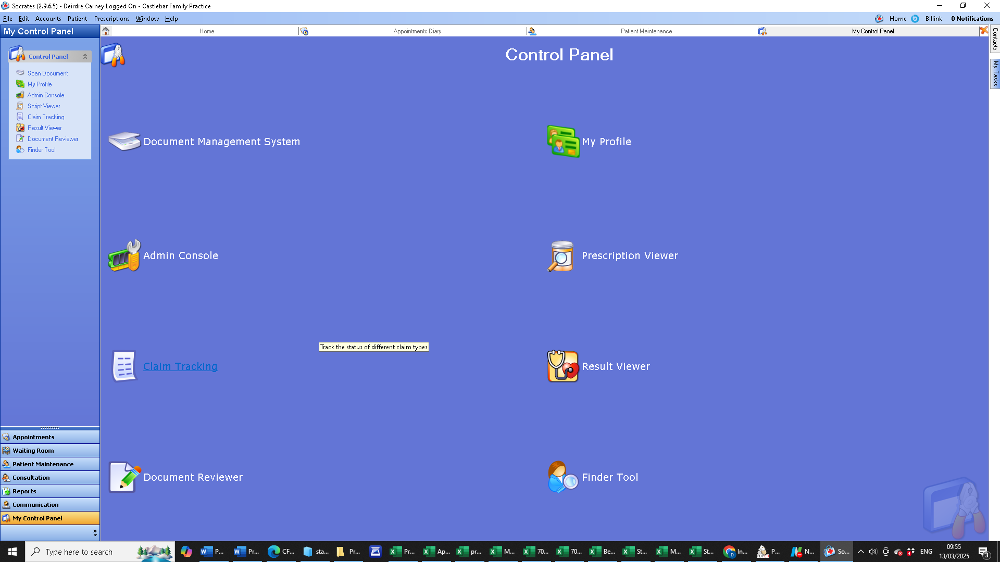 Socrates (2.9.6.5) - Deirdre Carney Logged On - Castlebar Family Practice
File Edit Accounts Patient Prescriptions Window Help
Home Billink 0 Notifications
My Control Panel
Home Appointments Diary Patient Maintenance My Control Panel
Contacts
My Tasks
Control Panel
Scan Document
My Profile
Admin Console
Script Viewer
Claim Tracking
Result Viewer
Document Reviewer
Finder Tool
Control Panel
Document Management System
My Profile
Admin Console
Prescription Viewer
Track the status of different claim types
Claim Tracking
Result Viewer
Document Reviewer
Finder Tool
Appointments
Waiting Room
Patient Maintenance
Consultation
Reports
Communication
My Control Panel
Type here to search
P... Pr... CF... sta... Pr... Pr... Ap... pr... M... 70... 70... Be... St... M... St... In... P... N... So...
ENG
09:55
13/03/2025
3